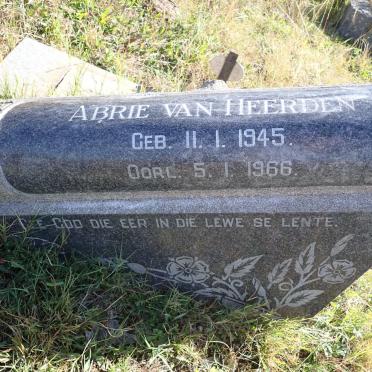 ABRIE VAN HEERDEN
GEB. 11. 1. 1945.
OORL. 5. 1. 1966.
GOD DIE EER IN DIE LEWE SE LENTE.